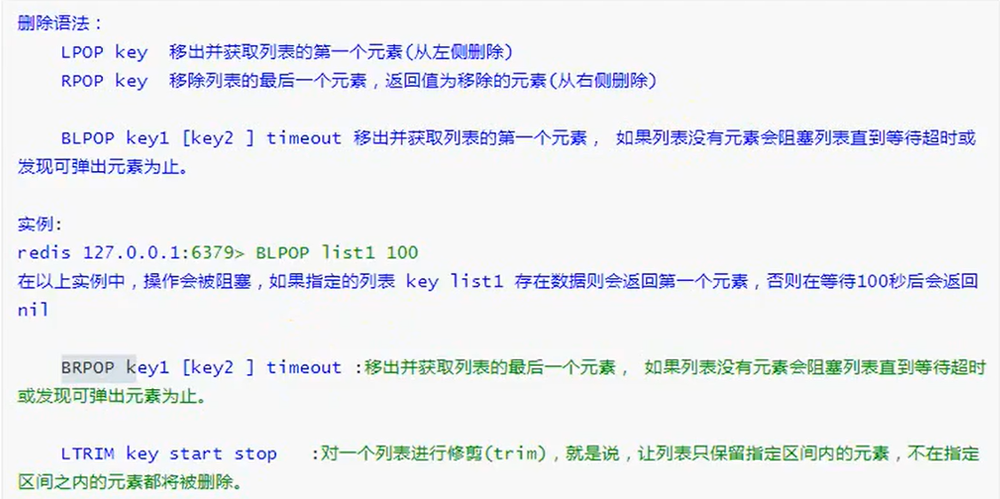 删除语法：
LPOP key 移出并获取列表的第一个元素(从左侧删除)
RPOP key 移除列表的最后一个元素，返回值为移除的元素(从右侧删除)
BLPOP key1 [key2 ] timeout 移出并获取列表的第一个元素， 如果列表没有元素会阻塞列表直到等待超时或
发现可弹出元素为止。
实例:
redis 127.0.0.1:6379> BLPOP list1 100
在以上实例中，操作会被阻塞，如果指定的列表 key list1 存在数据则会返回第一个元素，否则在等待100秒后会返回
nil
BRPOP key1 [key2 ] timeout :移出并获取列表的最后一个元素， 如果列表没有元素会阻塞列表直到等待超时
或发现可弹出元素为止。
LTRIM key start stop :对一个列表进行修剪(trim)，就是说，让列表只保留指定区间内的元素，不在指定
区间之内的元素都将被删除。